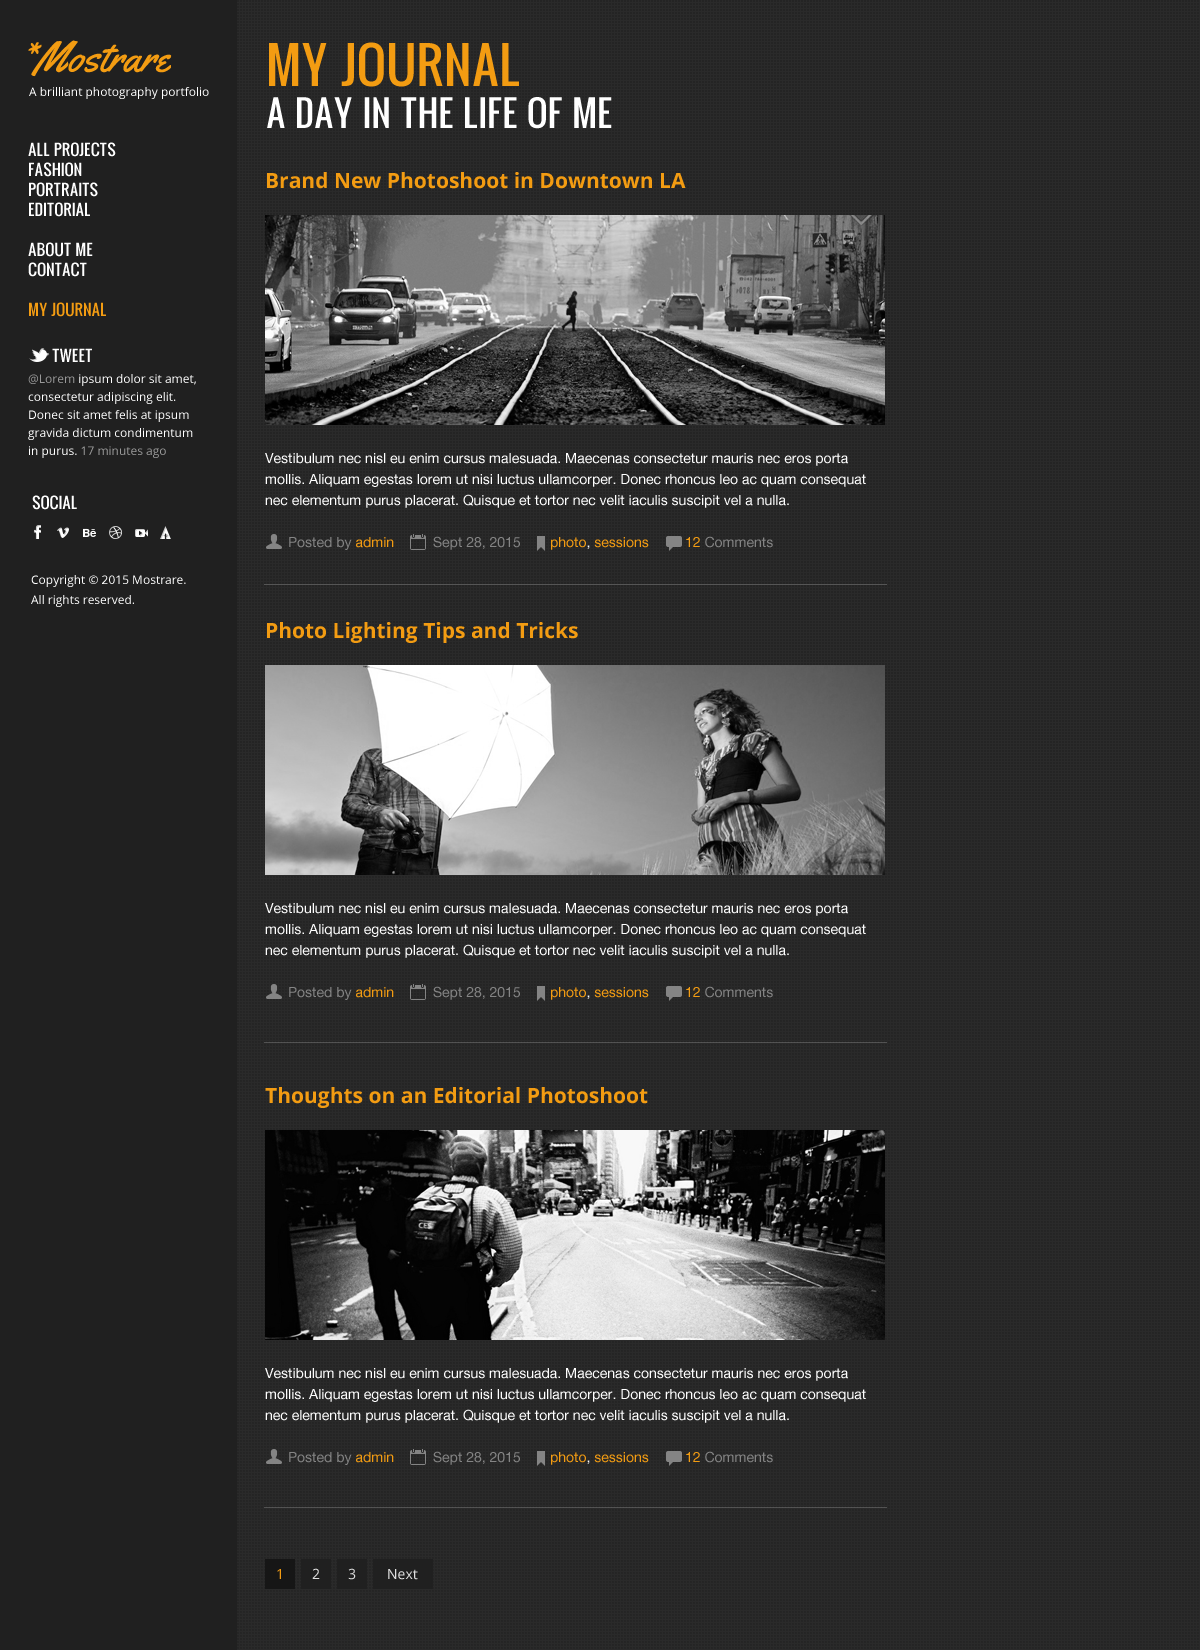 *Mostrare
A brilliant photography portfolio
ALL PROJECTS
FASHION
PORTRAITS
EDITORIAL
ABOUT ME
CONTACT
MY JOURNAL
TWEET
@Lorem ipsum dolor sit amet,
consectetur adipiscing elit.
Donec sit amet felis at ipsum
gravida dictum condimentum
in purus. 17 minutes ago
SOCIAL
Bē
Copyright © 2015 Mostrare.
All rights reserved.
MY JOURNAL
A DAY IN THE LIFE OF ME
Brand New Photoshoot in Downtown LA
Vestibulum nec nisl eu enim cursus malesuada. Maecenas consectetur mauris nec eros porta
mollis. Aliquam egestas lorem ut nisi luctus ullamcorper. Donec rhoncus leo ac quam consequat
nec elementum purus placerat. Quisque et tortor nec velit iaculis suscipit vel a nulla.
Posted by admin Sept 28, 2015 photo, sessions 12 Comments
Photo Lighting Tips and Tricks
Vestibulum nec nisl eu enim cursus malesuada. Maecenas consectetur mauris nec eros porta
mollis. Aliquam egestas lorem ut nisi luctus ullamcorper. Donec rhoncus leo ac quam consequat
nec elementum purus placerat. Quisque et tortor nec velit iaculis suscipit vel a nulla.
Posted by admin Sept 28, 2015 photo, sessions 12 Comments
Thoughts on an Editorial Photoshoot
CES
Vestibulum nec nisl eu enim cursus malesuada. Maecenas consectetur mauris nec eros porta
mollis. Aliquam egestas lorem ut nisi luctus ullamcorper. Donec rhoncus leo ac quam consequat
nec elementum purus placerat. Quisque et tortor nec velit iaculis suscipit vel a nulla.
Posted by admin Sept 28, 2015 photo, sessions 12 Comments
1 2 3 Next